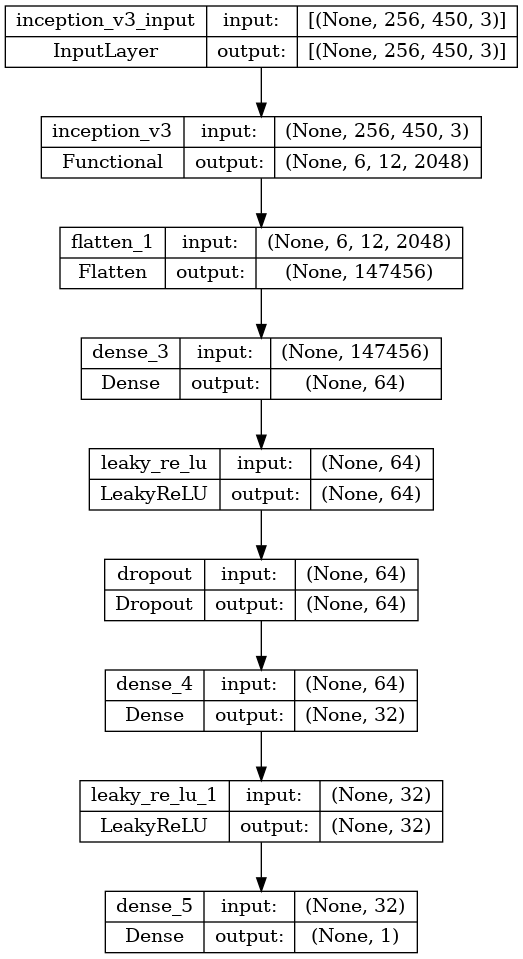 inception_v3_input input: [(None, 256, 450, 3)]
InputLayer output: [(None, 256, 450, 3)]
inception_v3 input: (None, 256, 450, 3)
Functional output: (None, 6, 12, 2048)
flatten_1 input: (None, 6, 12, 2048)
Flatten output: (None, 147456)
dense_3 input: (None, 147456)
Dense output: (None, 64)
leaky_re_lu input: (None, 64)
LeakyReLU output: (None, 64)
dropout input: (None, 64)
Dropout output: (None, 64)
dense_4 input: (None, 64)
Dense output: (None, 32)
leaky_re_lu_1 input: (None, 32)
LeakyReLU output: (None, 32)
dense_5 input: (None, 32)
Dense output: (None, 1)